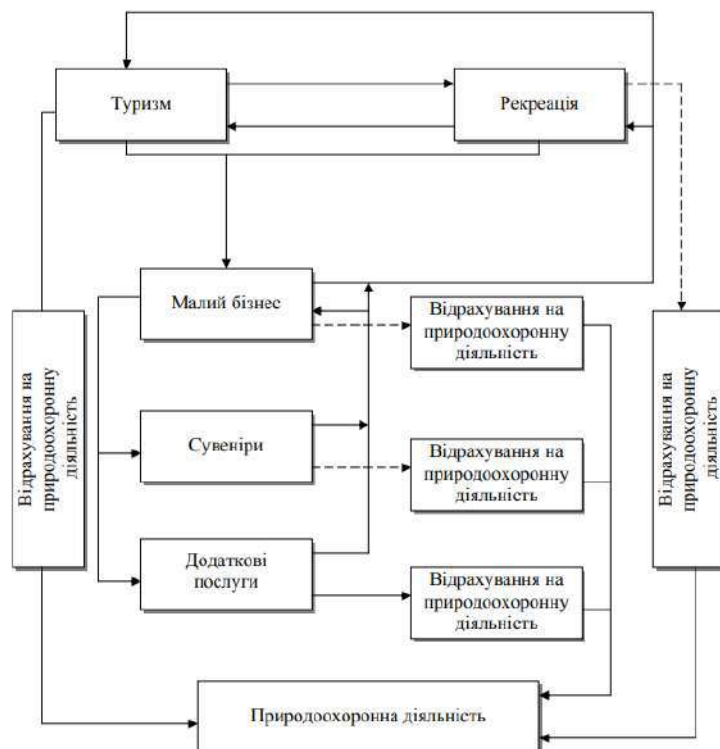 Туризм
Рекреація
Малий бізнес
Відрахування на
природоохоронну
діяльність
Сувеніри
Відрахування на
природоохоронну
діяльність
Додаткові
послуги
Відрахування на
природоохоронну
діяльність
Відрахування на
природоохоронну
діяльність
Відрахування на
природоохоронну
діяльність
Природоохоронна діяльність